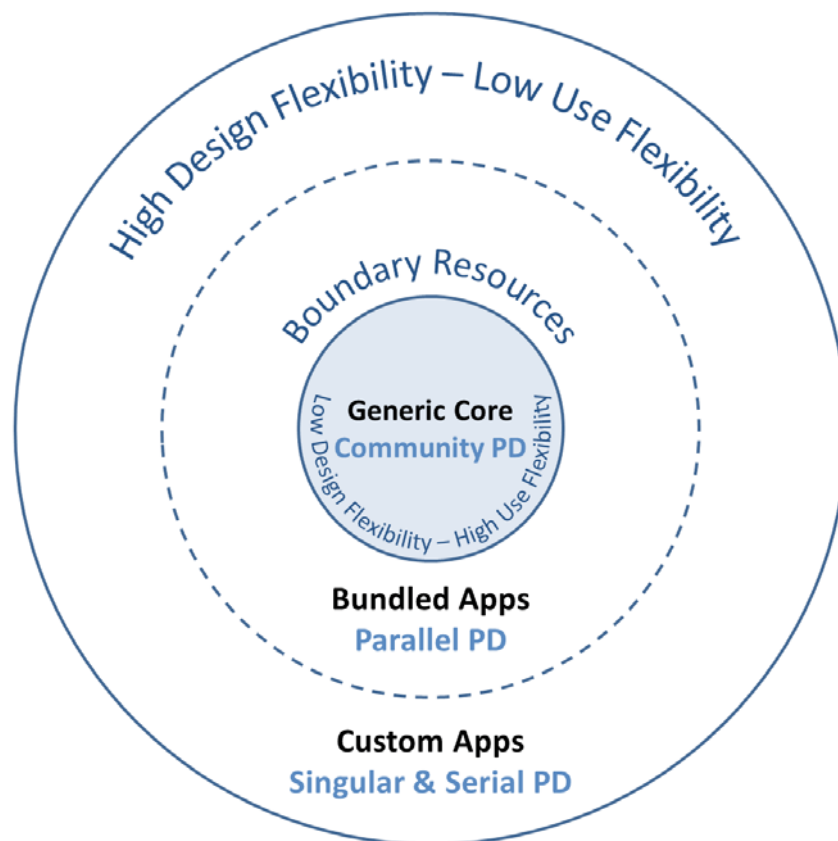 High Design Flexibility – Low Use Flexibility
Boundary Resources
Generic Core
Community PD
Low Design Flexibility – High Use Flexibility
Bundled Apps
Parallel PD
Custom Apps
Singular & Serial PD